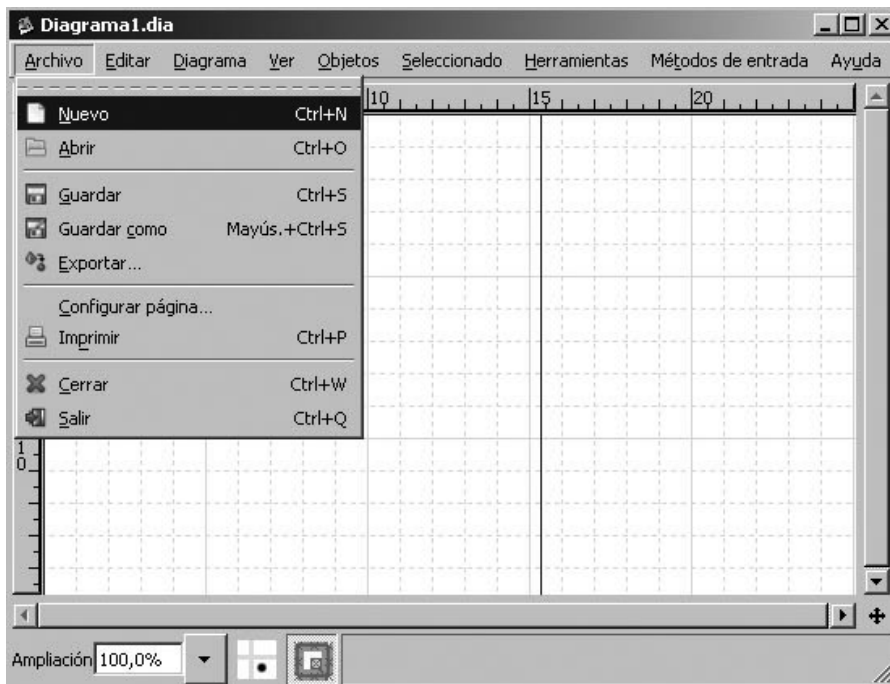 Diagrama1.dia
Archivo Editar Diagrama Ver Objetos Seleccionado Herramientas Métodos de entrada Ayuda
10 15 20
Nuevo Ctrl+N
Abrir Ctrl+O
Guardar Ctrl+S
Guardar como Mayús.+Ctrl+S
Exportar...
Configurar página...
Imprimir Ctrl+P
Cerrar Ctrl+W
Salir Ctrl+Q
10
Ampliación 100,0%